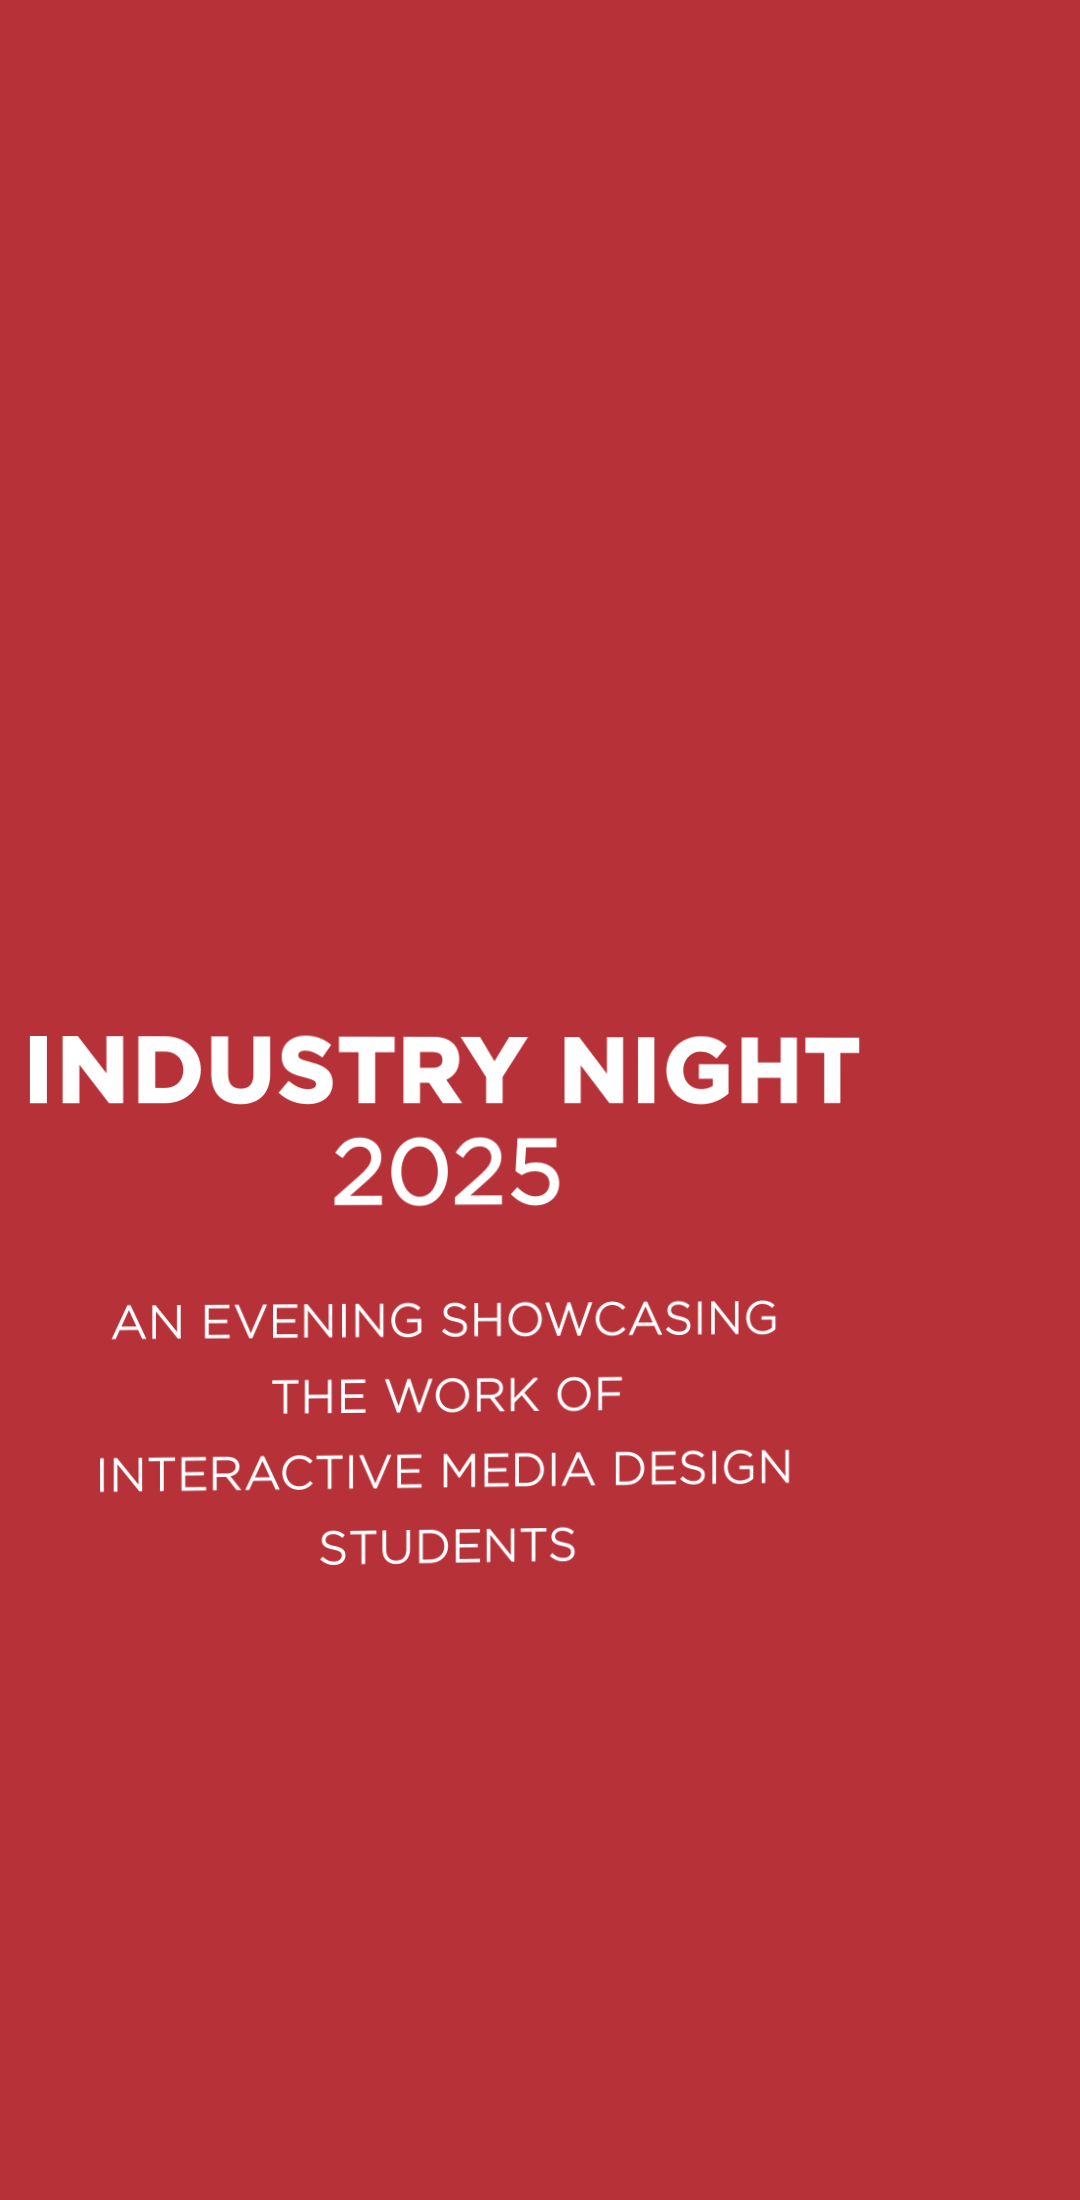 INDUSTRY NIGHT
2025
AN EVENING SHOWCASING
THE WORK OF
INTERACTIVE MEDIA DESIGN
STUDENTS